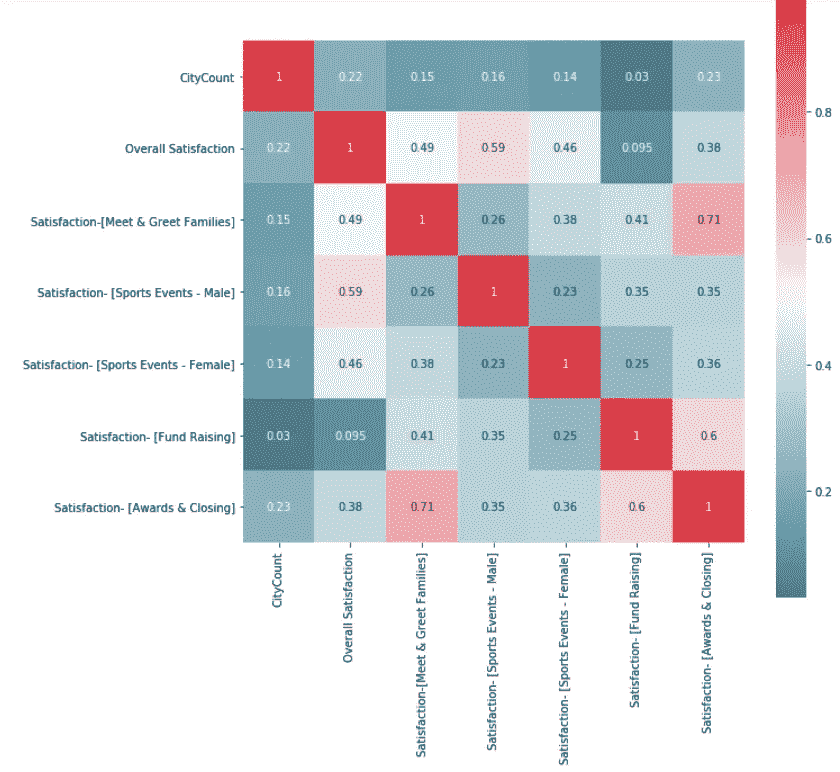 CityCount 1 0.22 0.15 0.16 0.14 0.03 0.23
0.8
Overall Satisfaction 0.22 1 0.49 0.59 0.46 0.095 0.38
Satisfaction-[Meet & Greet Families] 0.15 0.49 1 0.26 0.38 0.41 0.71
0.6
Satisfaction- [Sports Events - Male] 0.16 0.59 0.26 1 0.23 0.35 0.35
Satisfaction- [Sports Events - Female] 0.14 0.46 0.38 0.23 1 0.25 0.36
0.4
Satisfaction- [Fund Raising] 0.03 0.095 0.41 0.35 0.25 1 0.6
0.2
Satisfaction- [Awards & Closing] 0.23 0.38 0.71 0.35 0.36 0.6 1
CityCount
Overall Satisfaction
Satisfaction-[Meet & Greet Families]
Satisfaction- [Sports Events - Male]
Satisfaction- [Sports Events - Female]
Satisfaction- [Fund Raising]
Satisfaction- [Awards & Closing]